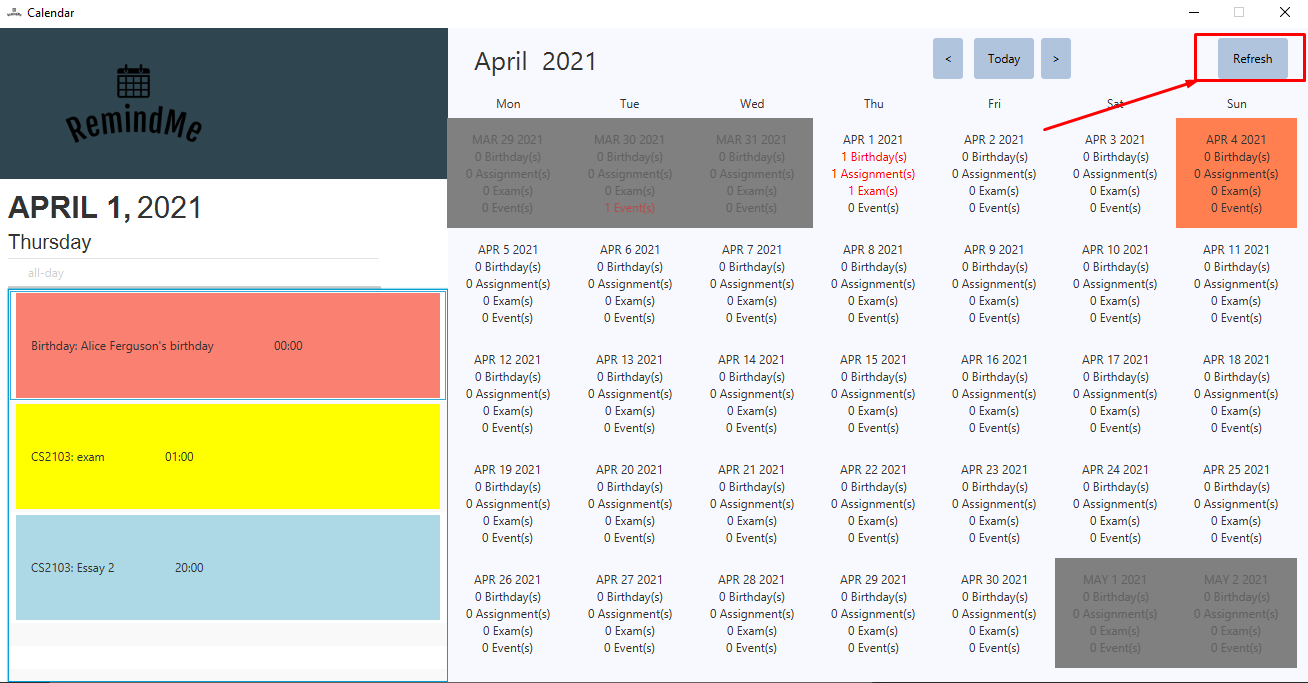 Calendar
RemindMe
APRIL 1, 2021
Thursday
all-day
Birthday: Alice Ferguson's birthday 00:00
CS2103: exam 01:00
CS2103: Essay 2 20:00
April 2021
< Today > Refresh
Mon Tue Wed Thu Fri Sat Sun
MAR 29 2021 MAR 30 2021 MAR 31 2021 APR 1 2021 APR 2 2021 APR 3 2021 APR 4 2021
0 Birthday(s) 0 Birthday(s) 0 Birthday(s) 1 Birthday(s) 0 Birthday(s) 0 Birthday(s) 0 Birthday(s)
0 Assignment(s) 0 Assignment(s) 0 Assignment(s) 1 Assignment(s) 0 Assignment(s) 0 Assignment(s) 0 Assignment(s)
0 Exam(s) 0 Exam(s) 0 Exam(s) 1 Exam(s) 0 Exam(s) 0 Exam(s) 0 Exam(s)
0 Event(s) 1 Event(s) 0 Event(s) 0 Event(s) 0 Event(s) 0 Event(s) 0 Event(s)
APR 5 2021 APR 6 2021 APR 7 2021 APR 8 2021 APR 9 2021 APR 10 2021 APR 11 2021
0 Birthday(s) 0 Birthday(s) 0 Birthday(s) 0 Birthday(s) 0 Birthday(s) 0 Birthday(s) 0 Birthday(s)
0 Assignment(s) 0 Assignment(s) 0 Assignment(s) 0 Assignment(s) 0 Assignment(s) 0 Assignment(s) 0 Assignment(s)
0 Exam(s) 0 Exam(s) 0 Exam(s) 0 Exam(s) 0 Exam(s) 0 Exam(s) 0 Exam(s)
0 Event(s) 0 Event(s) 0 Event(s) 0 Event(s) 0 Event(s) 0 Event(s) 0 Event(s)
APR 12 2021 APR 13 2021 APR 14 2021 APR 15 2021 APR 16 2021 APR 17 2021 APR 18 2021
0 Birthday(s) 0 Birthday(s) 0 Birthday(s) 0 Birthday(s) 0 Birthday(s) 0 Birthday(s) 0 Birthday(s)
0 Assignment(s) 0 Assignment(s) 0 Assignment(s) 0 Assignment(s) 0 Assignment(s) 0 Assignment(s) 0 Assignment(s)
0 Exam(s) 0 Exam(s) 0 Exam(s) 0 Exam(s) 0 Exam(s) 0 Exam(s) 0 Exam(s)
0 Event(s) 0 Event(s) 0 Event(s) 0 Event(s) 0 Event(s) 0 Event(s) 0 Event(s)
APR 19 2021 APR 20 2021 APR 21 2021 APR 22 2021 APR 23 2021 APR 24 2021 APR 25 2021
0 Birthday(s) 0 Birthday(s) 0 Birthday(s) 0 Birthday(s) 0 Birthday(s) 0 Birthday(s) 0 Birthday(s)
0 Assignment(s) 0 Assignment(s) 0 Assignment(s) 0 Assignment(s) 0 Assignment(s) 0 Assignment(s) 0 Assignment(s)
0 Exam(s) 0 Exam(s) 0 Exam(s) 0 Exam(s) 0 Exam(s) 0 Exam(s) 0 Exam(s)
0 Event(s) 0 Event(s) 0 Event(s) 0 Event(s) 0 Event(s) 0 Event(s) 0 Event(s)
APR 26 2021 APR 27 2021 APR 28 2021 APR 29 2021 APR 30 2021 MAY 1 2021 MAY 2 2021
0 Birthday(s) 0 Birthday(s) 0 Birthday(s) 0 Birthday(s) 0 Birthday(s) 0 Birthday(s) 0 Birthday(s)
0 Assignment(s) 0 Assignment(s) 0 Assignment(s) 0 Assignment(s) 0 Assignment(s) 0 Assignment(s) 0 Assignment(s)
0 Exam(s) 0 Exam(s) 0 Exam(s) 0 Exam(s) 0 Exam(s) 0 Exam(s) 0 Exam(s)
0 Event(s) 0 Event(s) 0 Event(s) 0 Event(s) 0 Event(s) 0 Event(s) 0 Event(s)